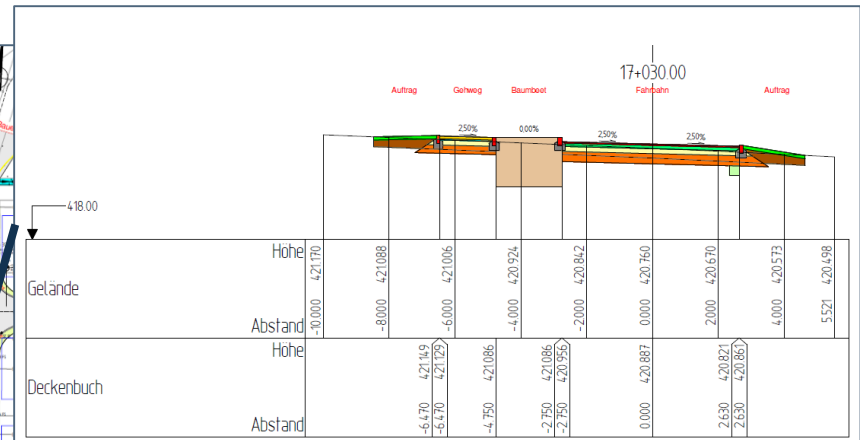 17+030.00
Auftrag Gehweg Baumbeet Fahrbahn Auftrag
2.50% 0.00% 2.50% 2.50%
418.00
Gelände
Höhe 421.170 421.088 421.006 420.924 420.842 420.760 420.670 420.573 420.498
Abstand -10.000 -8.000 -6.000 -4.000 -2.000 0.000 2.000 4.000 5.521
Deckenbuch
Höhe 421.149 421.129 421.086 421.086 420.956 420.887 420.821 420.861
Abstand -6.470 -6.470 -4.750 -2.750 -2.750 0.000 2.630 2.630